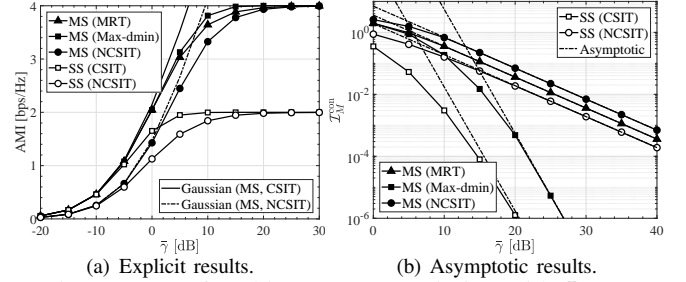 AMI [bps/Hz]
4
3
2
1
0
-20
-10
0
10
20
30
γ̄ [dB]
MS (MRT)
MS (Max-dmin)
MS (NCSIT)
SS (CSIT)
SS (NCSIT)
Gaussian (MS, CSIT)
Gaussian (MS, NCSIT)
(a) Explicit results.
10^0
10^-2
10^-4
10^-6
0
10
20
30
40
γ̄ [dB]
SS (CSIT)
SS (NCSIT)
Asymptotic
MS (MRT)
MS (Max-dmin)
MS (NCSIT)
(b) Asymptotic results.